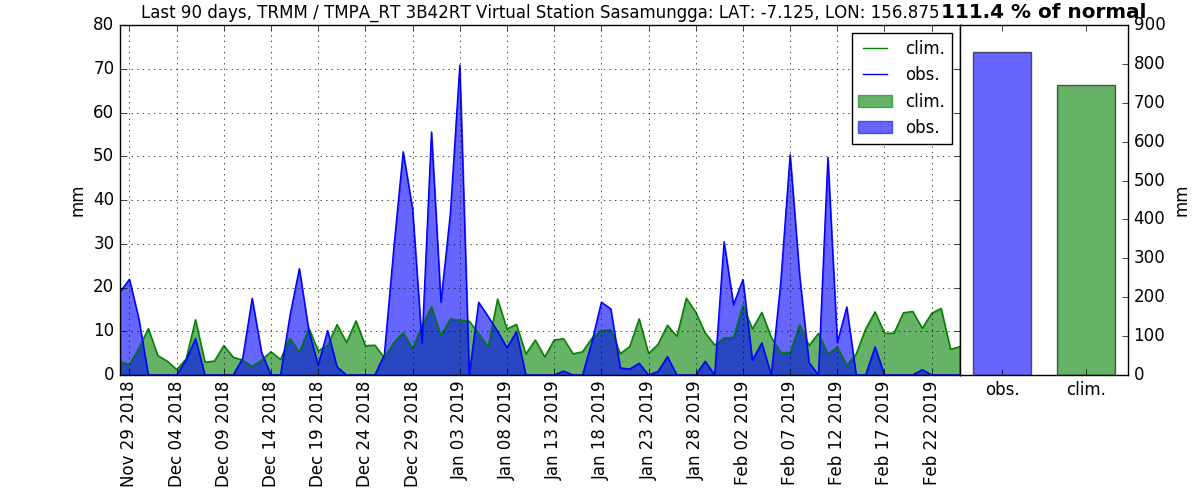 Last 90 days, TRMM / TMPA_RT 3B42RT Virtual Station Sasamungga: LAT: -7.125, LON: 156.875
111.4 % of normal
80
70
60
50
40
30
20
10
0
mm
clim.
obs.
clim.
obs.
900
800
700
600
500
400
300
200
100
0
mm
Nov 29 2018
Dec 04 2018
Dec 09 2018
Dec 14 2018
Dec 19 2018
Dec 24 2018
Dec 29 2018
Jan 03 2019
Jan 08 2019
Jan 13 2019
Jan 18 2019
Jan 23 2019
Jan 28 2019
Feb 02 2019
Feb 07 2019
Feb 12 2019
Feb 17 2019
Feb 22 2019
obs.
clim.